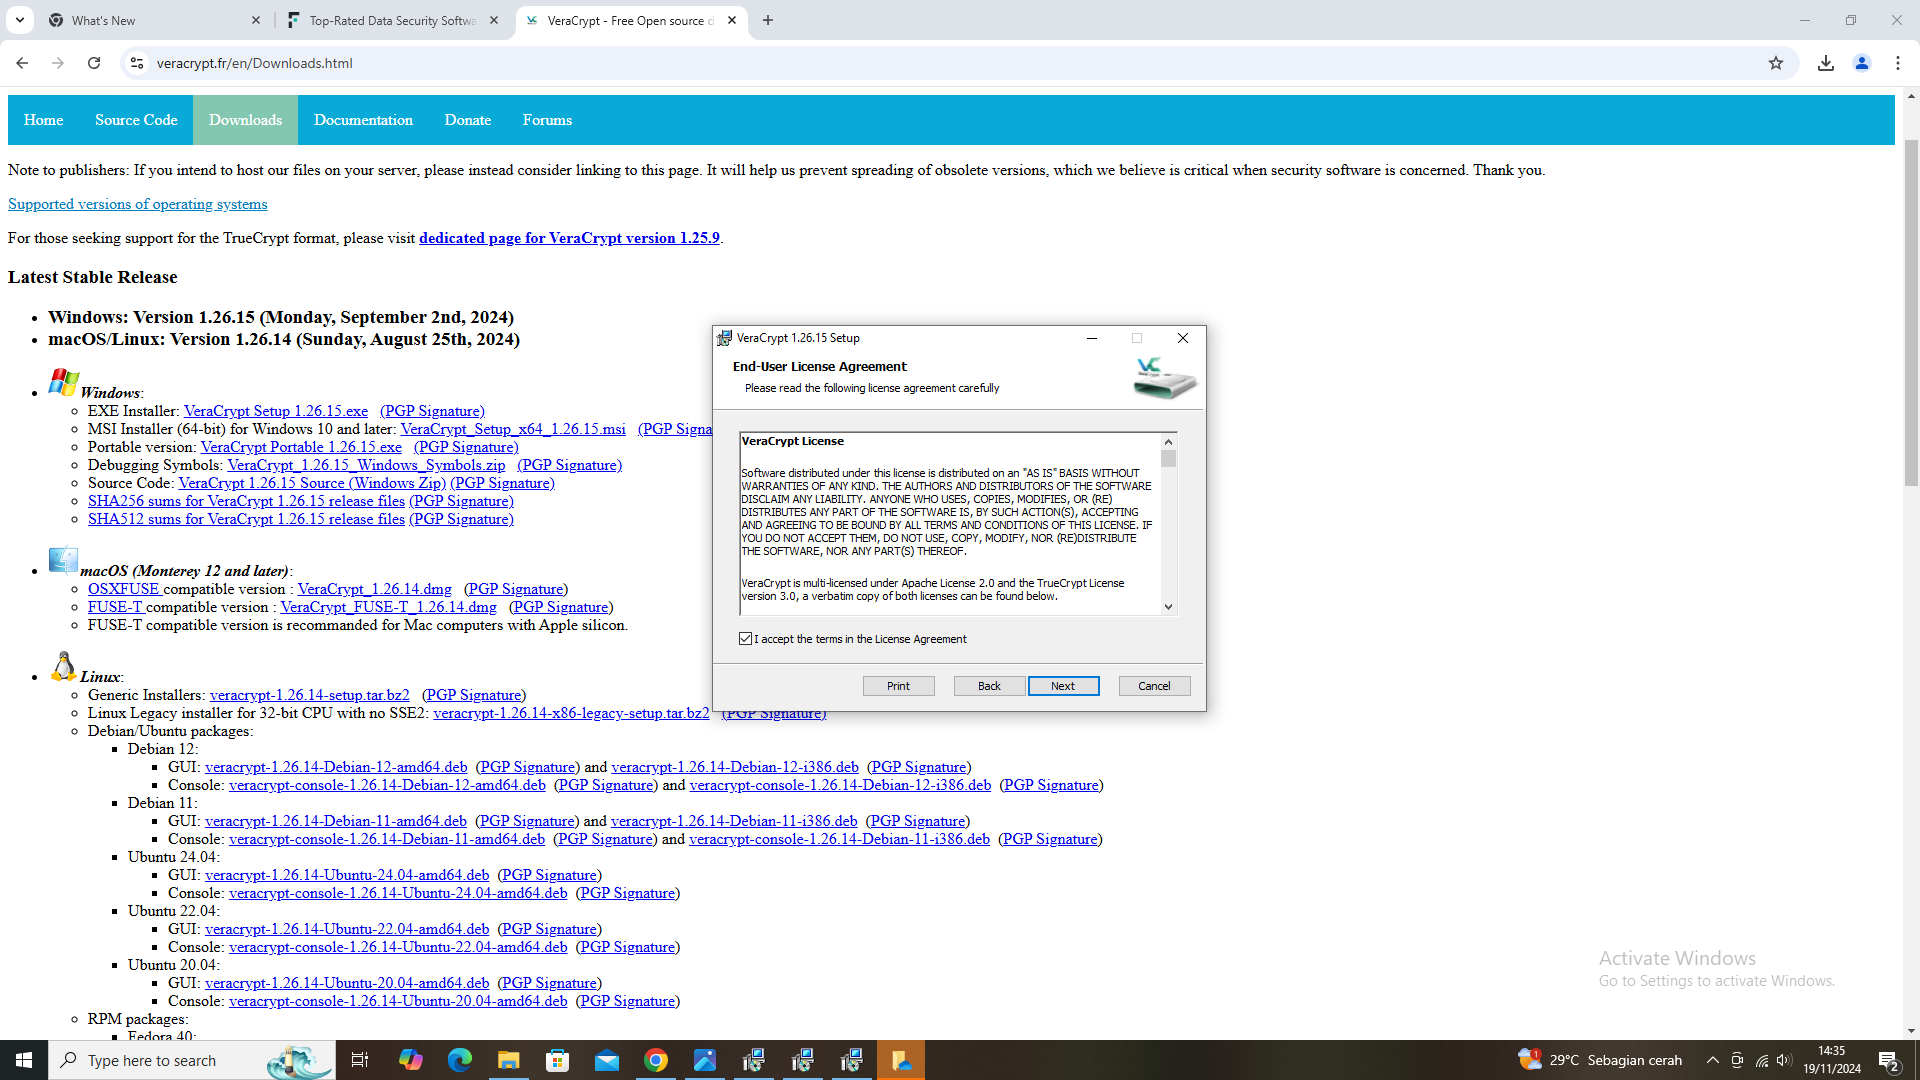 What's New
Top-Rated Data Security Softwa
VeraCrypt - Free Open source d
veracrypt.fr/en/Downloads.html
Home Source Code Downloads Documentation Donate Forums
Note to publishers: If you intend to host our files on your server, please instead consider linking to this page. It will help us prevent spreading of obsolete versions, which we believe is critical when security software is concerned. Thank you.
Supported versions of operating systems
For those seeking support for the TrueCrypt format, please visit dedicated page for VeraCrypt version 1.25.9.
Latest Stable Release
Windows: Version 1.26.15 (Monday, September 2nd, 2024)
macOS/Linux: Version 1.26.14 (Sunday, August 25th, 2024)
Windows:
EXE Installer: VeraCrypt Setup 1.26.15.exe (PGP Signature)
MSI Installer (64-bit) for Windows 10 and later: VeraCrypt_Setup_x64_1.26.15.msi (PGP Signa
Portable version: VeraCrypt Portable 1.26.15.exe (PGP Signature)
Debugging Symbols: VeraCrypt_1.26.15_Windows_Symbols.zip (PGP Signature)
Source Code: VeraCrypt 1.26.15 Source (Windows Zip) (PGP Signature)
SHA256 sums for VeraCrypt 1.26.15 release files (PGP Signature)
SHA512 sums for VeraCrypt 1.26.15 release files (PGP Signature)
macOS (Monterey 12 and later):
OSXFUSE compatible version : VeraCrypt_1.26.14.dmg (PGP Signature)
FUSE-T compatible version : VeraCrypt_FUSE-T_1.26.14.dmg (PGP Signature)
FUSE-T compatible version is recommanded for Mac computers with Apple silicon.
Linux:
Generic Installers: veracrypt-1.26.14-setup.tar.bz2 (PGP Signature)
Linux Legacy installer for 32-bit CPU with no SSE2: veracrypt-1.26.14-x86-legacy-setup.tar.bz2 (PGP Signature)
Debian/Ubuntu packages:
Debian 12:
GUI: veracrypt-1.26.14-Debian-12-amd64.deb (PGP Signature) and veracrypt-1.26.14-Debian-12-i386.deb (PGP Signature)
Console: veracrypt-console-1.26.14-Debian-12-amd64.deb (PGP Signature) and veracrypt-console-1.26.14-Debian-12-i386.deb (PGP Signature)
Debian 11:
GUI: veracrypt-1.26.14-Debian-11-amd64.deb (PGP Signature) and veracrypt-1.26.14-Debian-11-i386.deb (PGP Signature)
Console: veracrypt-console-1.26.14-Debian-11-amd64.deb (PGP Signature) and veracrypt-console-1.26.14-Debian-11-i386.deb (PGP Signature)
Ubuntu 24.04:
GUI: veracrypt-1.26.14-Ubuntu-24.04-amd64.deb (PGP Signature)
Console: veracrypt-console-1.26.14-Ubuntu-24.04-amd64.deb (PGP Signature)
Ubuntu 22.04:
GUI: veracrypt-1.26.14-Ubuntu-22.04-amd64.deb (PGP Signature)
Console: veracrypt-console-1.26.14-Ubuntu-22.04-amd64.deb (PGP Signature)
Ubuntu 20.04:
GUI: veracrypt-1.26.14-Ubuntu-20.04-amd64.deb (PGP Signature)
Console: veracrypt-console-1.26.14-Ubuntu-20.04-amd64.deb (PGP Signature)
RPM packages:
Fedora 40:
VeraCrypt 1.26.15 Setup
End-User License Agreement
Please read the following license agreement carefully
VeraCrypt License
Software distributed under this license is distributed on an "AS IS" BASIS WITHOUT
WARRANTIES OF ANY KIND. THE AUTHORS AND DISTRIBUTORS OF THE SOFTWARE
DISCLAIM ANY LIABILITY. ANYONE WHO USES, COPIES, MODIFIES, OR (RE)
DISTRIBUTES ANY PART OF THE SOFTWARE IS, BY SUCH ACTION(S), ACCEPTING
AND AGREEING TO BE BOUND BY ALL TERMS AND CONDITIONS OF THIS LICENSE. IF
YOU DO NOT ACCEPT THEM, DO NOT USE, COPY, MODIFY, NOR (RE)DISTRIBUTE
THE SOFTWARE, NOR ANY PART(S) THEREOF.
VeraCrypt is multi-licensed under Apache License 2.0 and the TrueCrypt License
version 3.0, a verbatim copy of both licenses can be found below.
I accept the terms in the License Agreement
Print Back Next Cancel
Activate Windows
Go to Settings to activate Windows.
Type here to search
1
29°C Sebagian cerah
14:35
19/11/2024
2